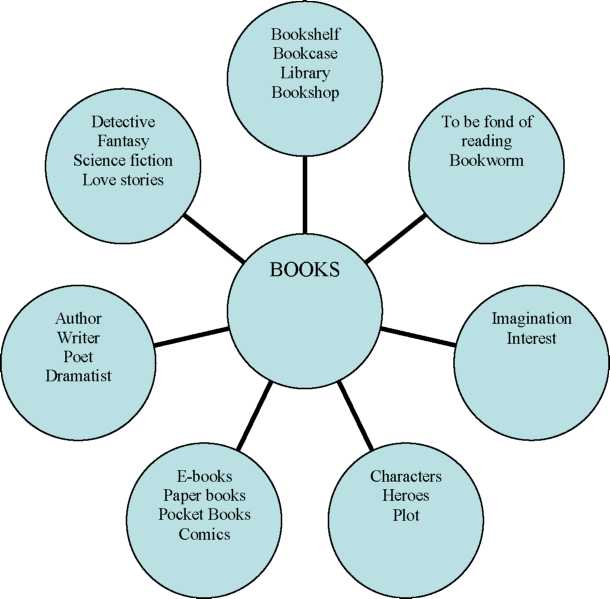 Bookshelf
Bookcase
Library
Bookshop
To be fond of
reading
Bookworm
Imagination
Interest
Characters
Heroes
Plot
E-books
Paper books
Pocket Books
Comics
Author
Writer
Poet
Dramatist
Detective
Fantasy
Science fiction
Love stories
BOOKS